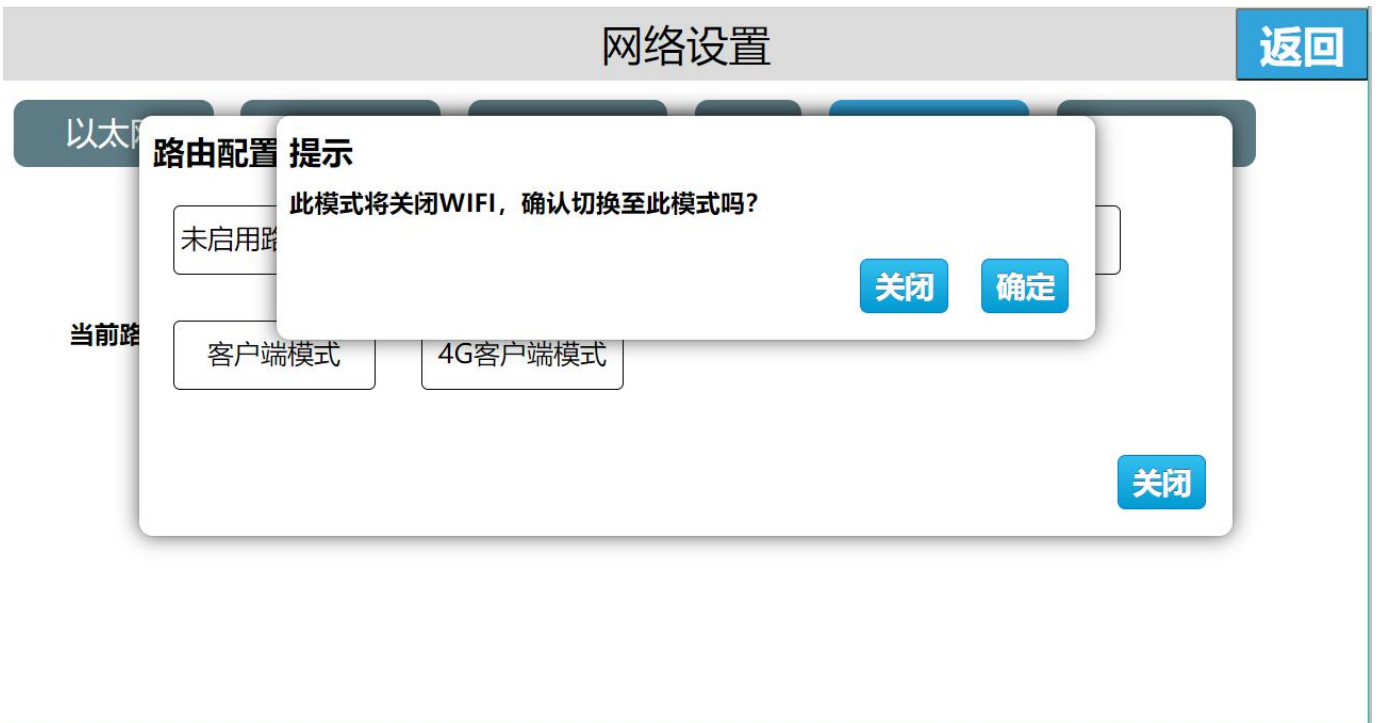 网络设置
返回
以太
路由配置
提示
此模式将关闭WIFI，确认切换至此模式吗？
未启用路
关闭
确定
当前路
客户端模式
4G客户端模式
关闭